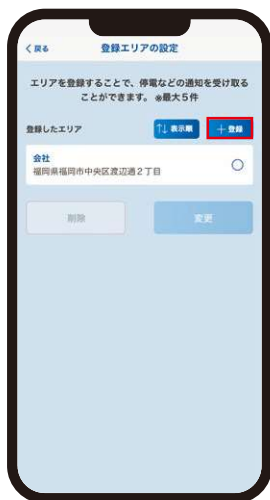 < 戻る 登録エリアの設定
エリアを登録することで、停電などの通知を受け取る
ことができます。※最大5件
登録したエリア ↑↓ 表示順 ＋登録
会社
福岡県福岡市中央区渡辺通2丁目
削除 変更